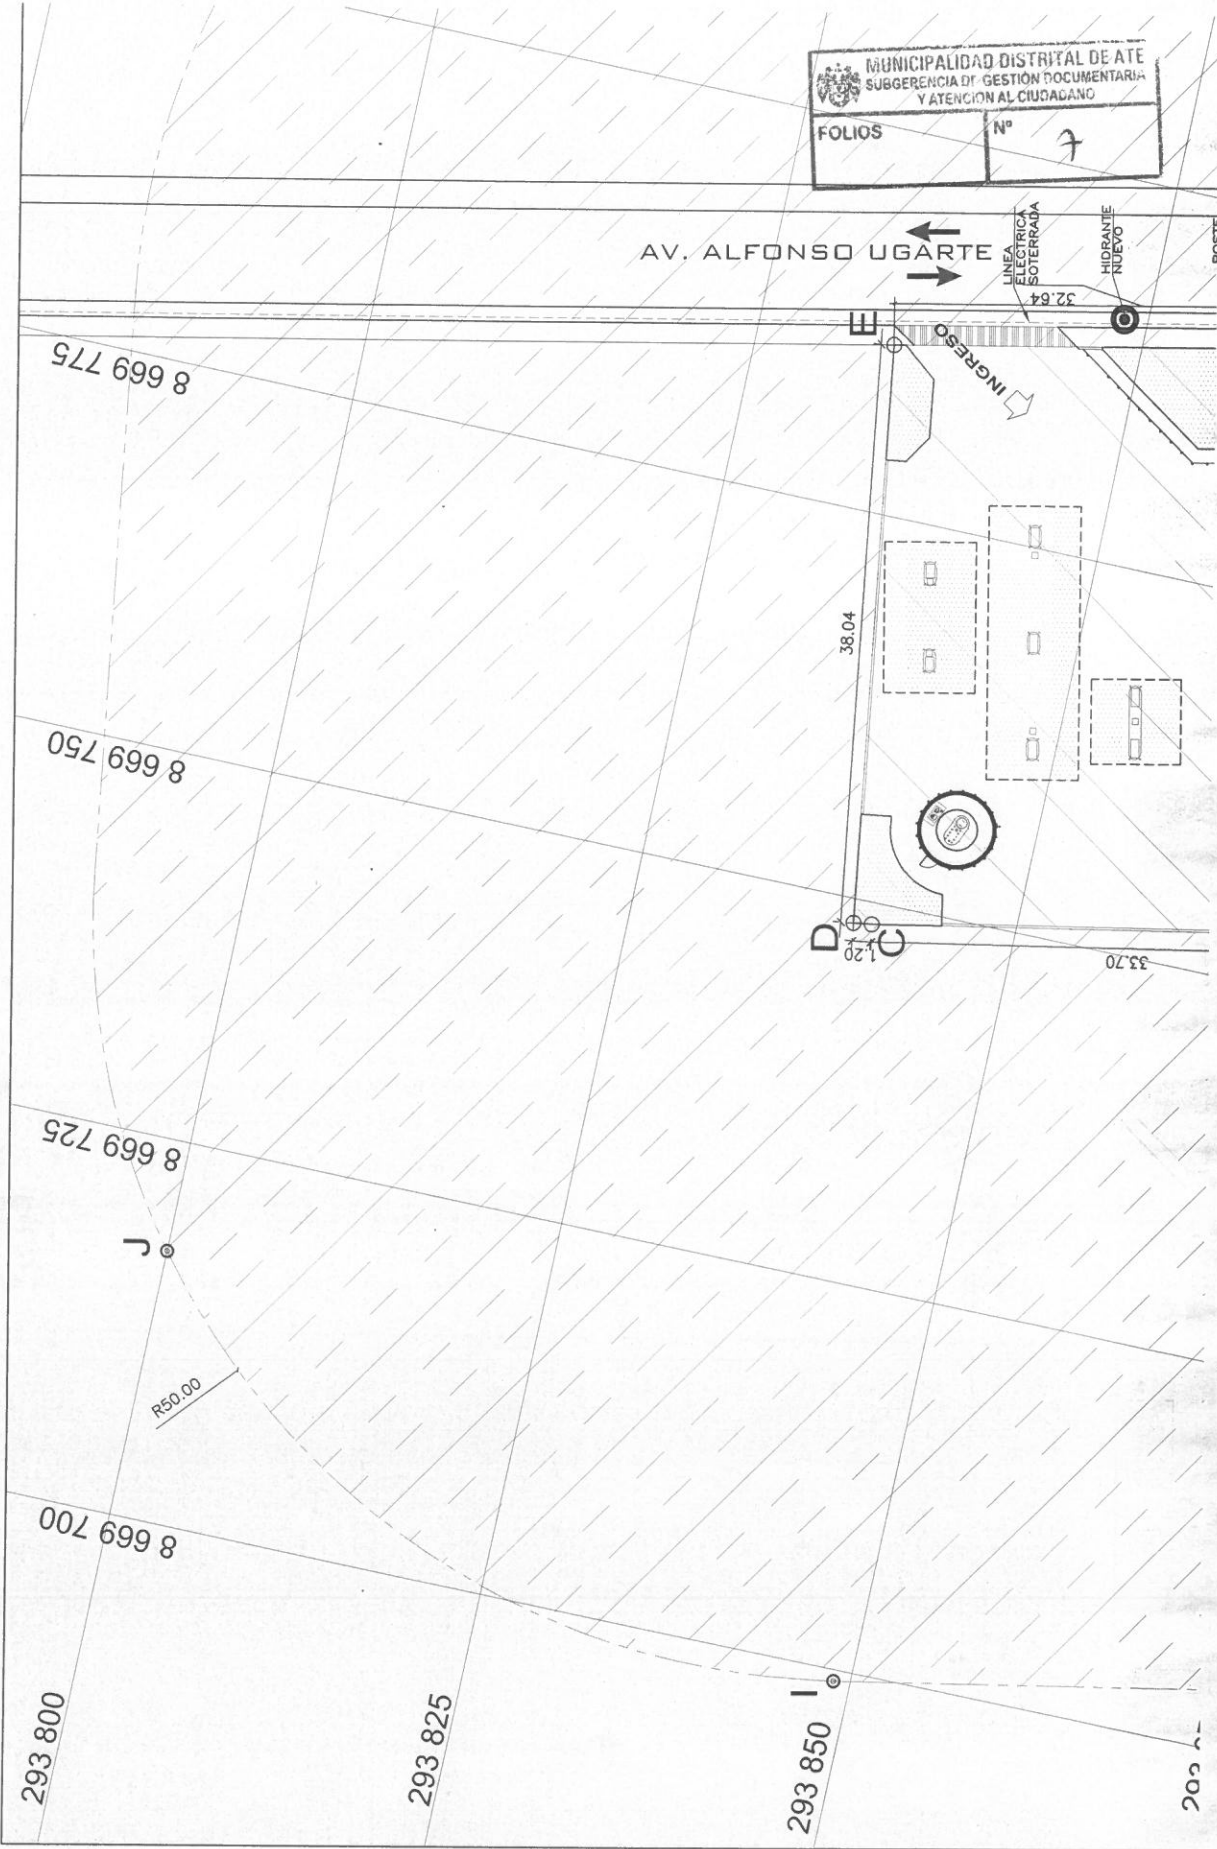 MUNICIPALIDAD DISTRITAL DE ATE
SUBGERENCIA DE GESTIÓN DOCUMENTARIA
Y ATENCIÓN AL CIUDADANO
FOLIOS
Nº
7
AV. ALFONSO UGARTE
LINEA
ELECTRICA
SOTERRADA
HIDRANTE
NUEVO
POSTE
32.64
E
INGRESO
8 669 775
38.04
8 669 750
D
1.20
C
33.70
8 669 725
J
R50.00
8 669 700
I
293 800
293 825
293 850